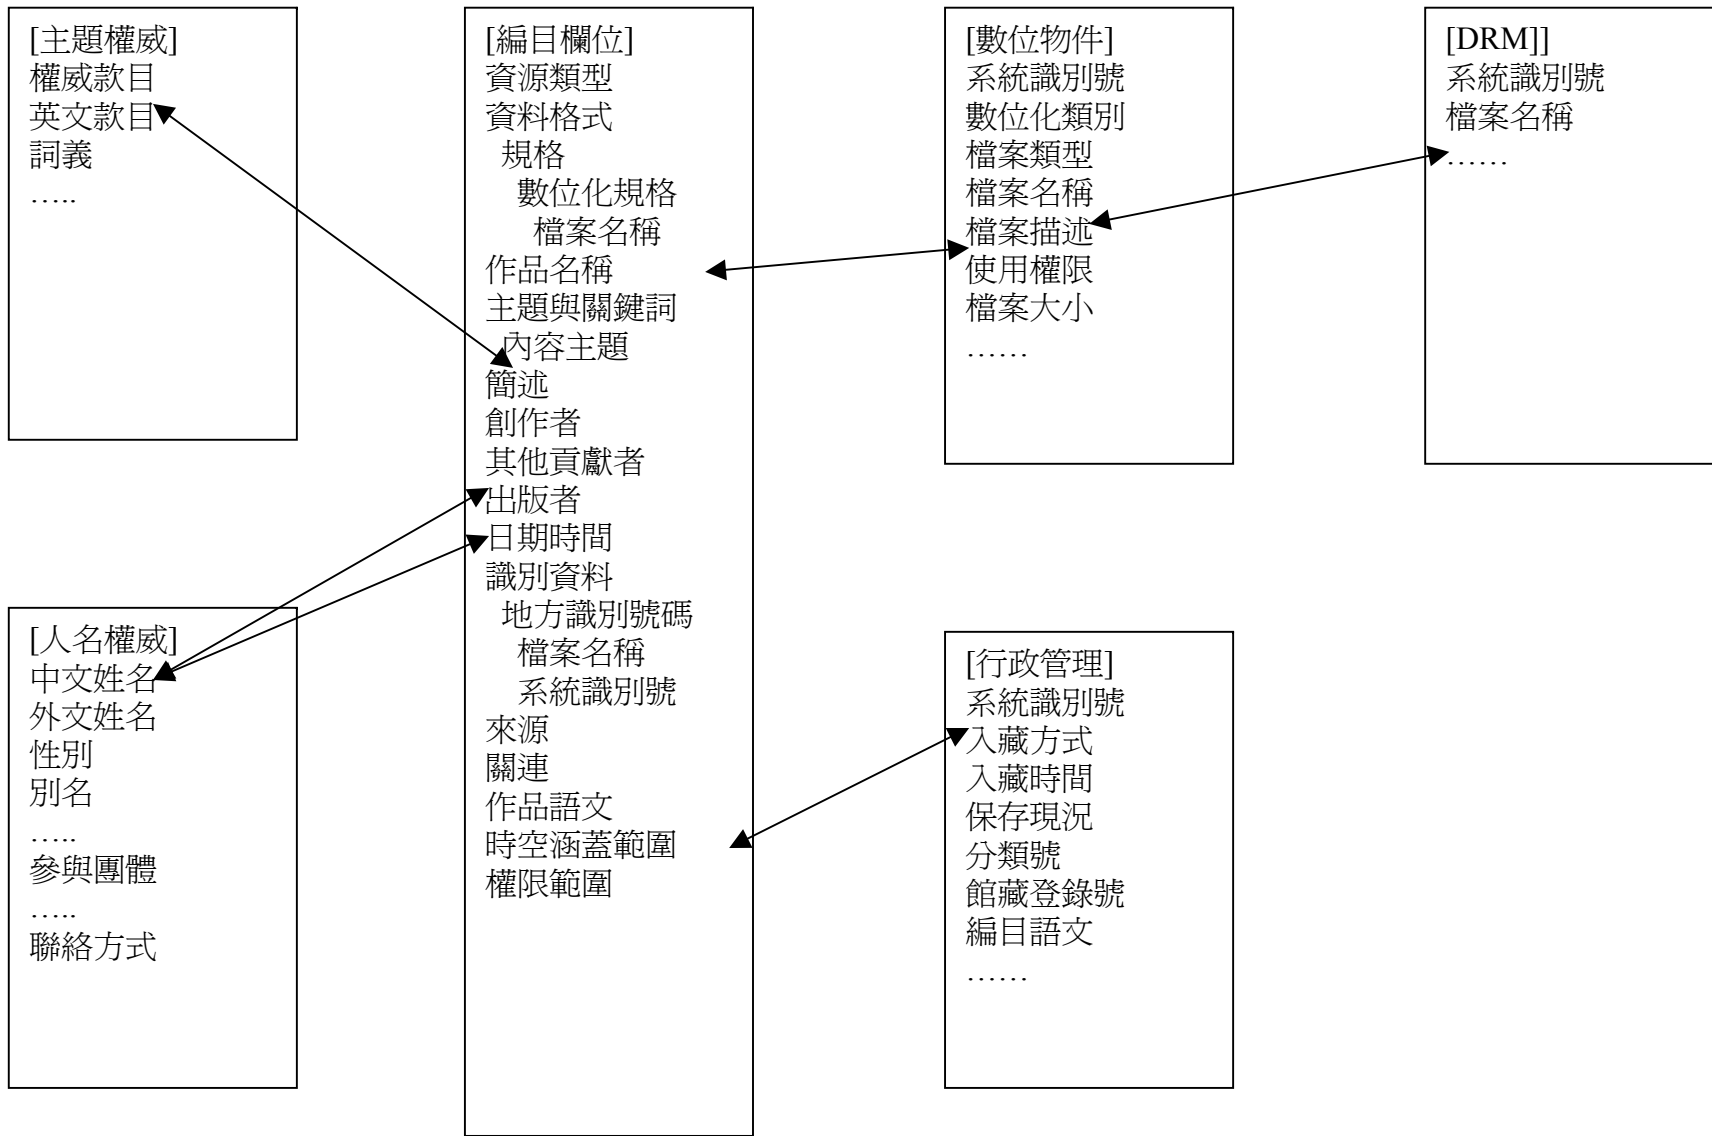 [主題權威]
權威款目
英文款目
詞義
…..
[編目欄位]
資源類型
資料格式
規格
數位化規格
檔案名稱
作品名稱
主題與關鍵詞
內容主題
簡述
創作者
其他貢獻者
出版者
日期時間
識別資料
地方識別號碼
檔案名稱
系統識別號
來源
關連
作品語文
時空涵蓋範圍
權限範圍
[數位物件]
系統識別號
數位化類別
檔案類型
檔案名稱
檔案描述
使用權限
檔案大小
……
[DRM]]
系統識別號
檔案名稱
……
[人名權威]
中文姓名
外文姓名
性別
別名
…..
參與團體
…..
聯絡方式
[行政管理]
系統識別號
入藏方式
入藏時間
保存現況
分類號
館藏登錄號
編目語文
……